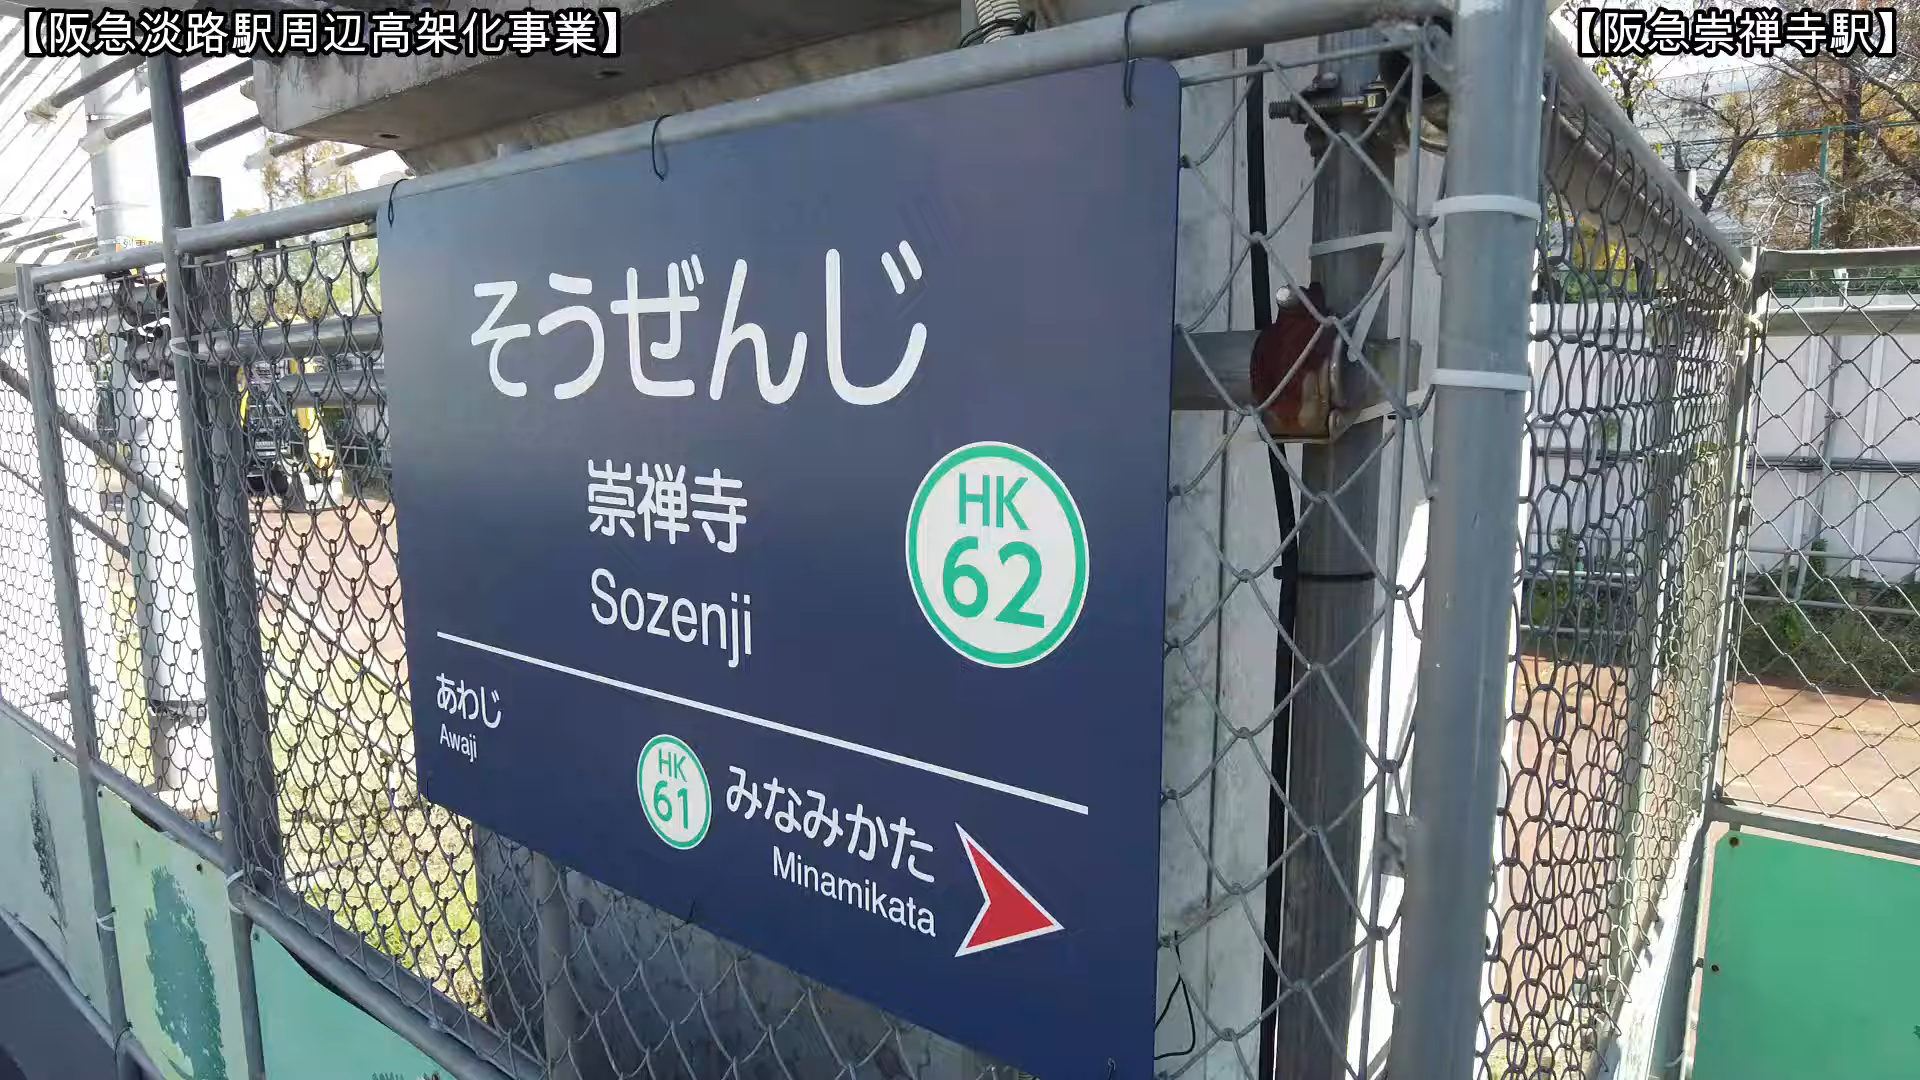 【阪急淡路駅周辺高架化事業】
【阪急崇禅寺駅】
そうぜんじ
崇禅寺
Sozenji
HK
62
あわじ
Awaji
HK
61
みなみかた
Minamikata